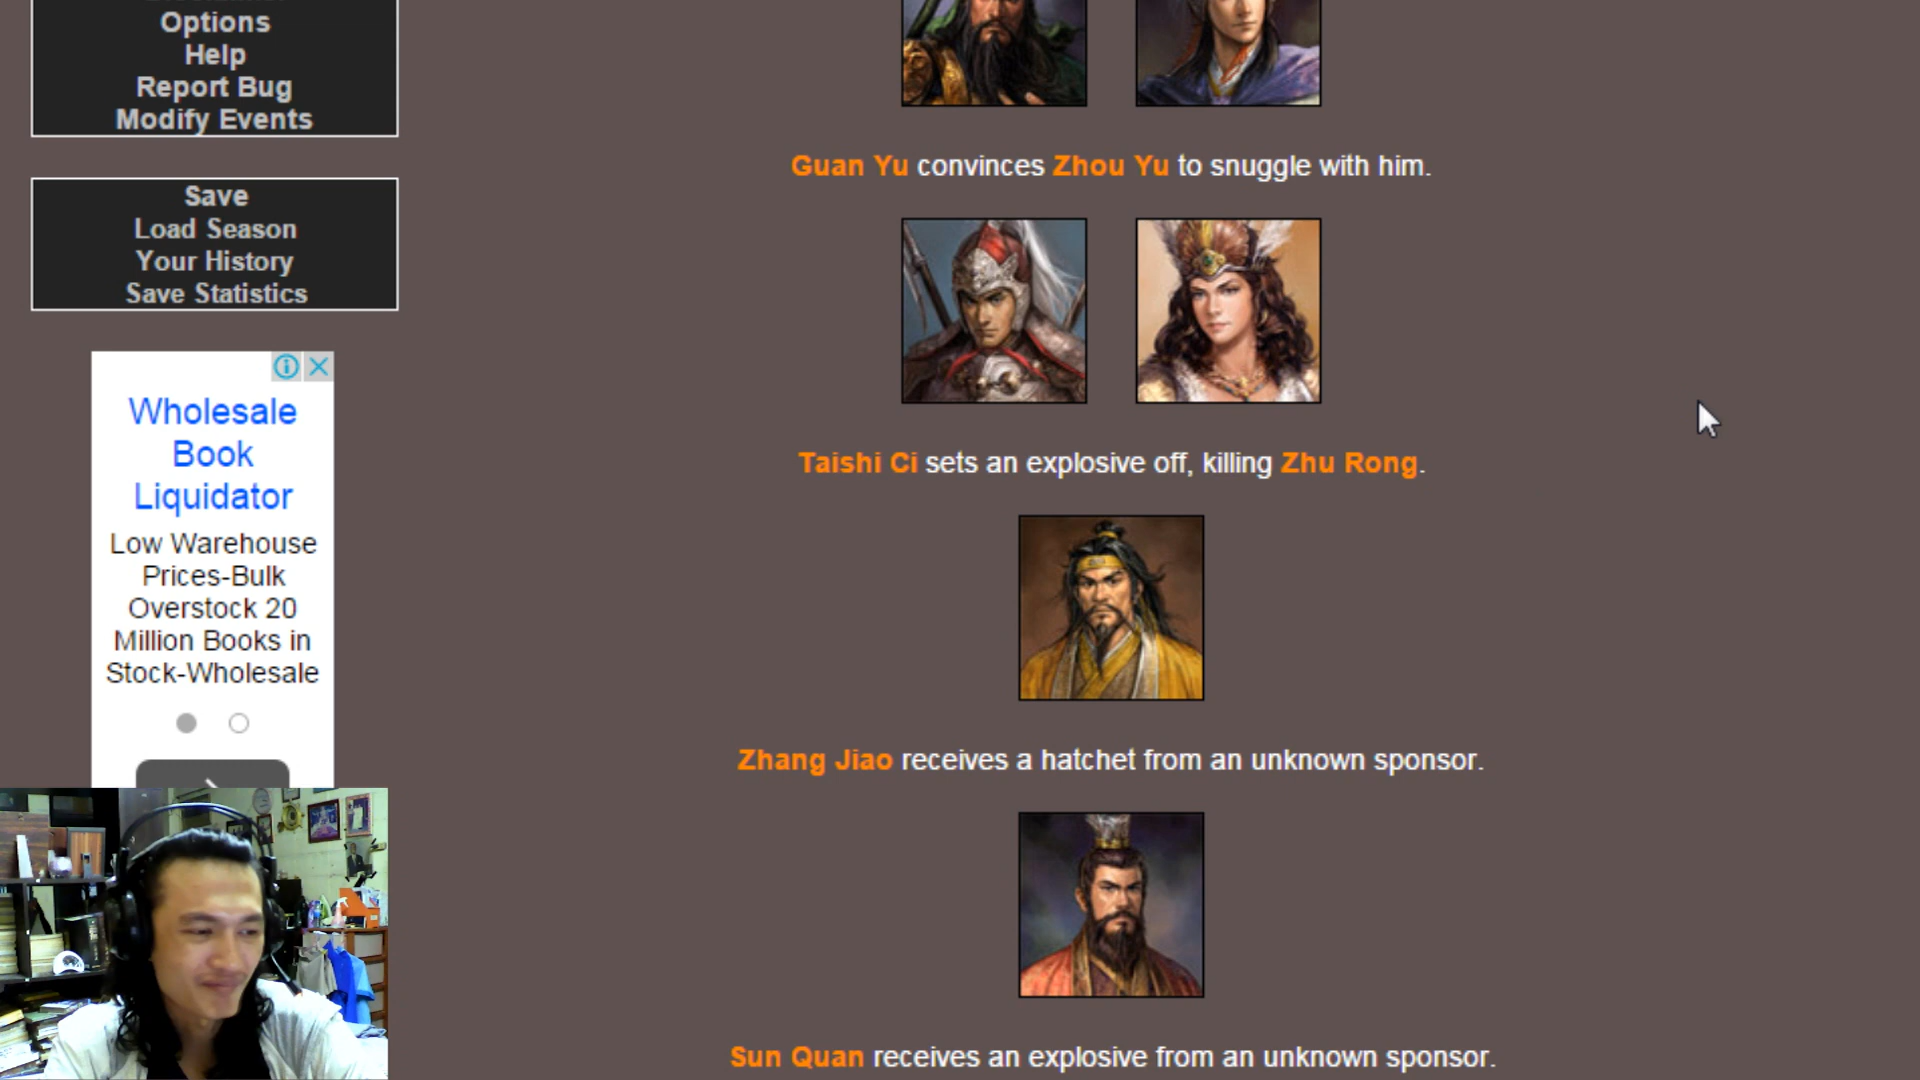 Options
Help
Report Bug
Modify Events
Save
Load Season
Your History
Save Statistics
Wholesale
Book
Liquidator
Low Warehouse
Prices-Bulk
Overstock 20
Million Books in
Stock-Wholesale
Guan Yu convinces Zhou Yu to snuggle with him.
Taishi Ci sets an explosive off, killing Zhu Rong.
Zhang Jiao receives a hatchet from an unknown sponsor.
Sun Quan receives an explosive from an unknown sponsor.